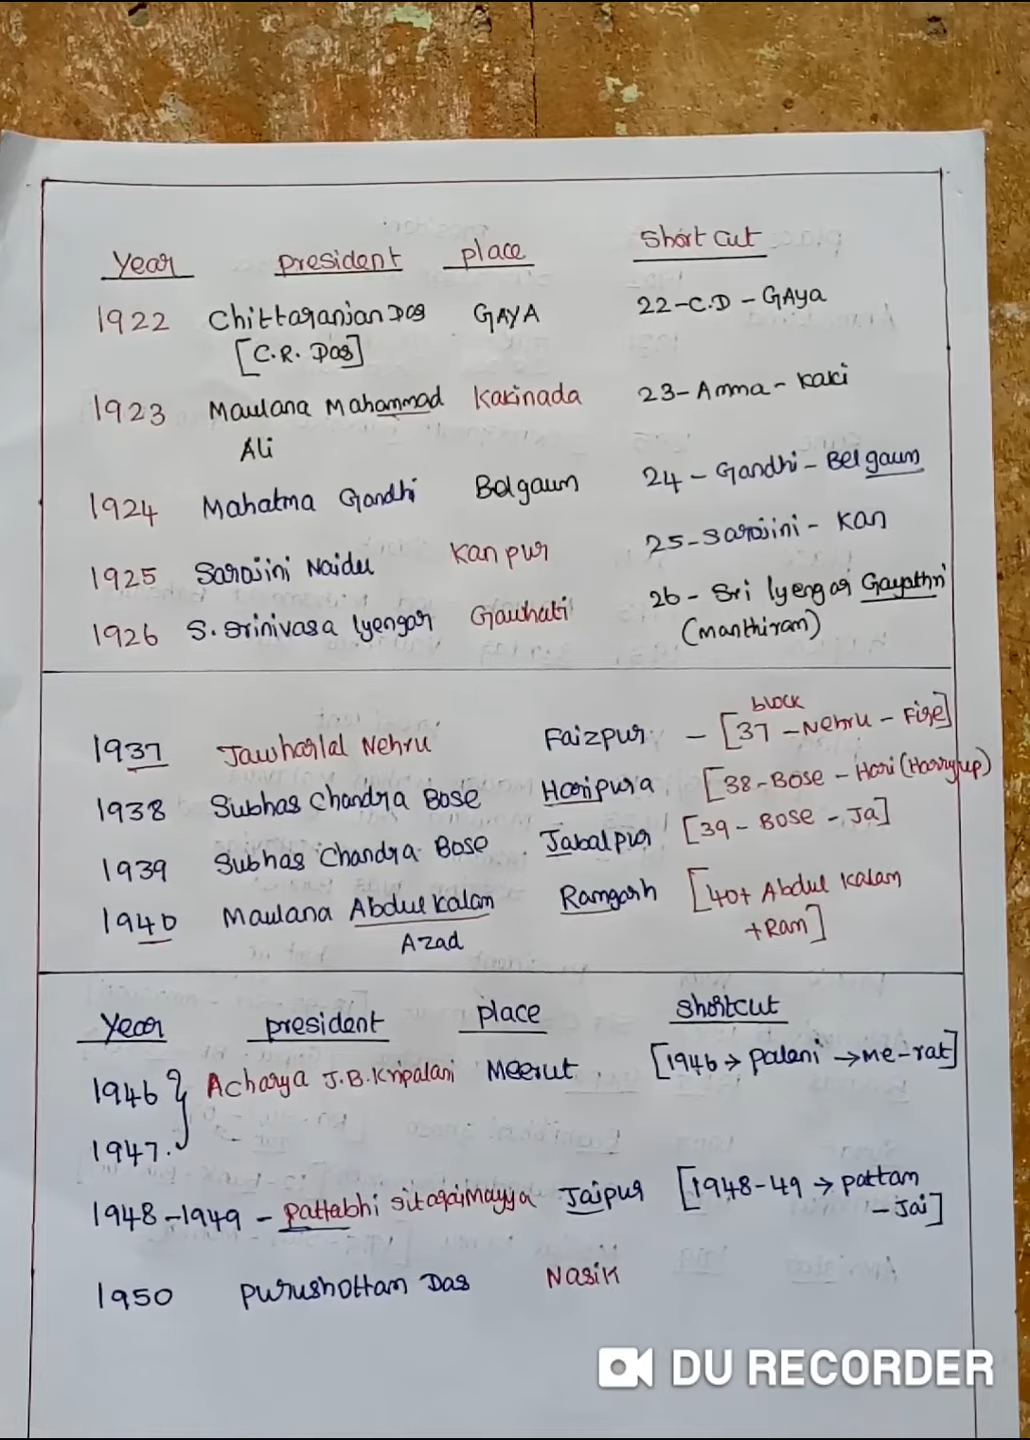 Year president place Short cut
1922 Chittaranjan Das GAYA 22-C.D - GAya
[C.R. Das]
1923 Maulana Mahammad Kakinada 23-Amma - Kaki
Ali
1924 Mahatma Gandhi Belgaum 24 - Gandhi - Belgaum
1925 Sarojini Naidu Kanpur 25-Sarojini - Kan
1926 S. Srinivasa Iyengar Gauhati 26 - Sri Iyengar Gayathri
(manthiram)
block
1937 Jawharlal Nehru Faizpur - [37 - Nehru - Fire]
1938 Subhas Chandra Bose Haripura [38-Bose - Hari (Harryup)
1939 Subhas Chandra Bose Jabalpur [39 - Bose - Ja]
1940 Maulana Abdul kalam Ramgarh [40+ Abdul Kalam
Azad +Ram]
Year president place Shortcut
1946 } Acharya J.B. Kripalani Meerut [1946 → Palani → Me-rat]
1947.
1948-1949 - Pattabhi sitaraimayya Jaipur [1948-49 → pattam
- Jai]
1950 Purushottam Das Nasik
DU RECORDER